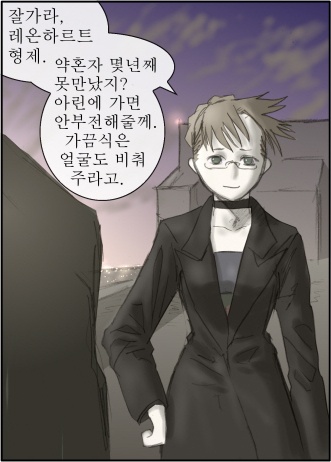 잘가라,
레온하르트
형제.
약혼자 몇년째
못만났지?
아린에 가면
안부전해줄께.
가끔식은
얼굴도 비춰
주라고.